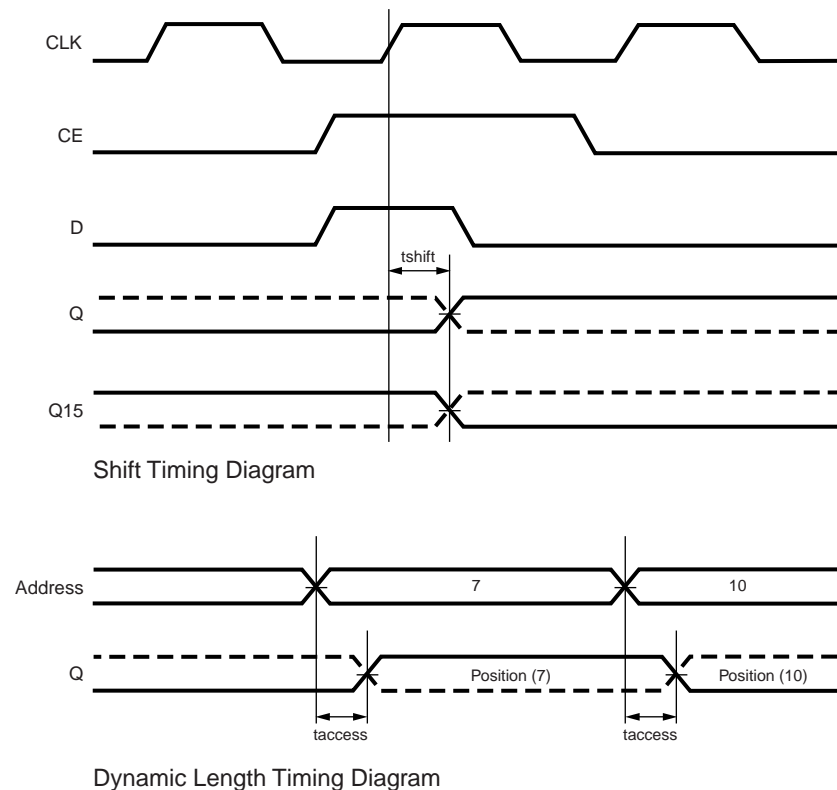 CLK
CE
D
tshift
Q
Q15
Shift Timing Diagram
Address
7
10
Q
Position (7)
Position (10)
taccess
taccess
Dynamic Length Timing Diagram